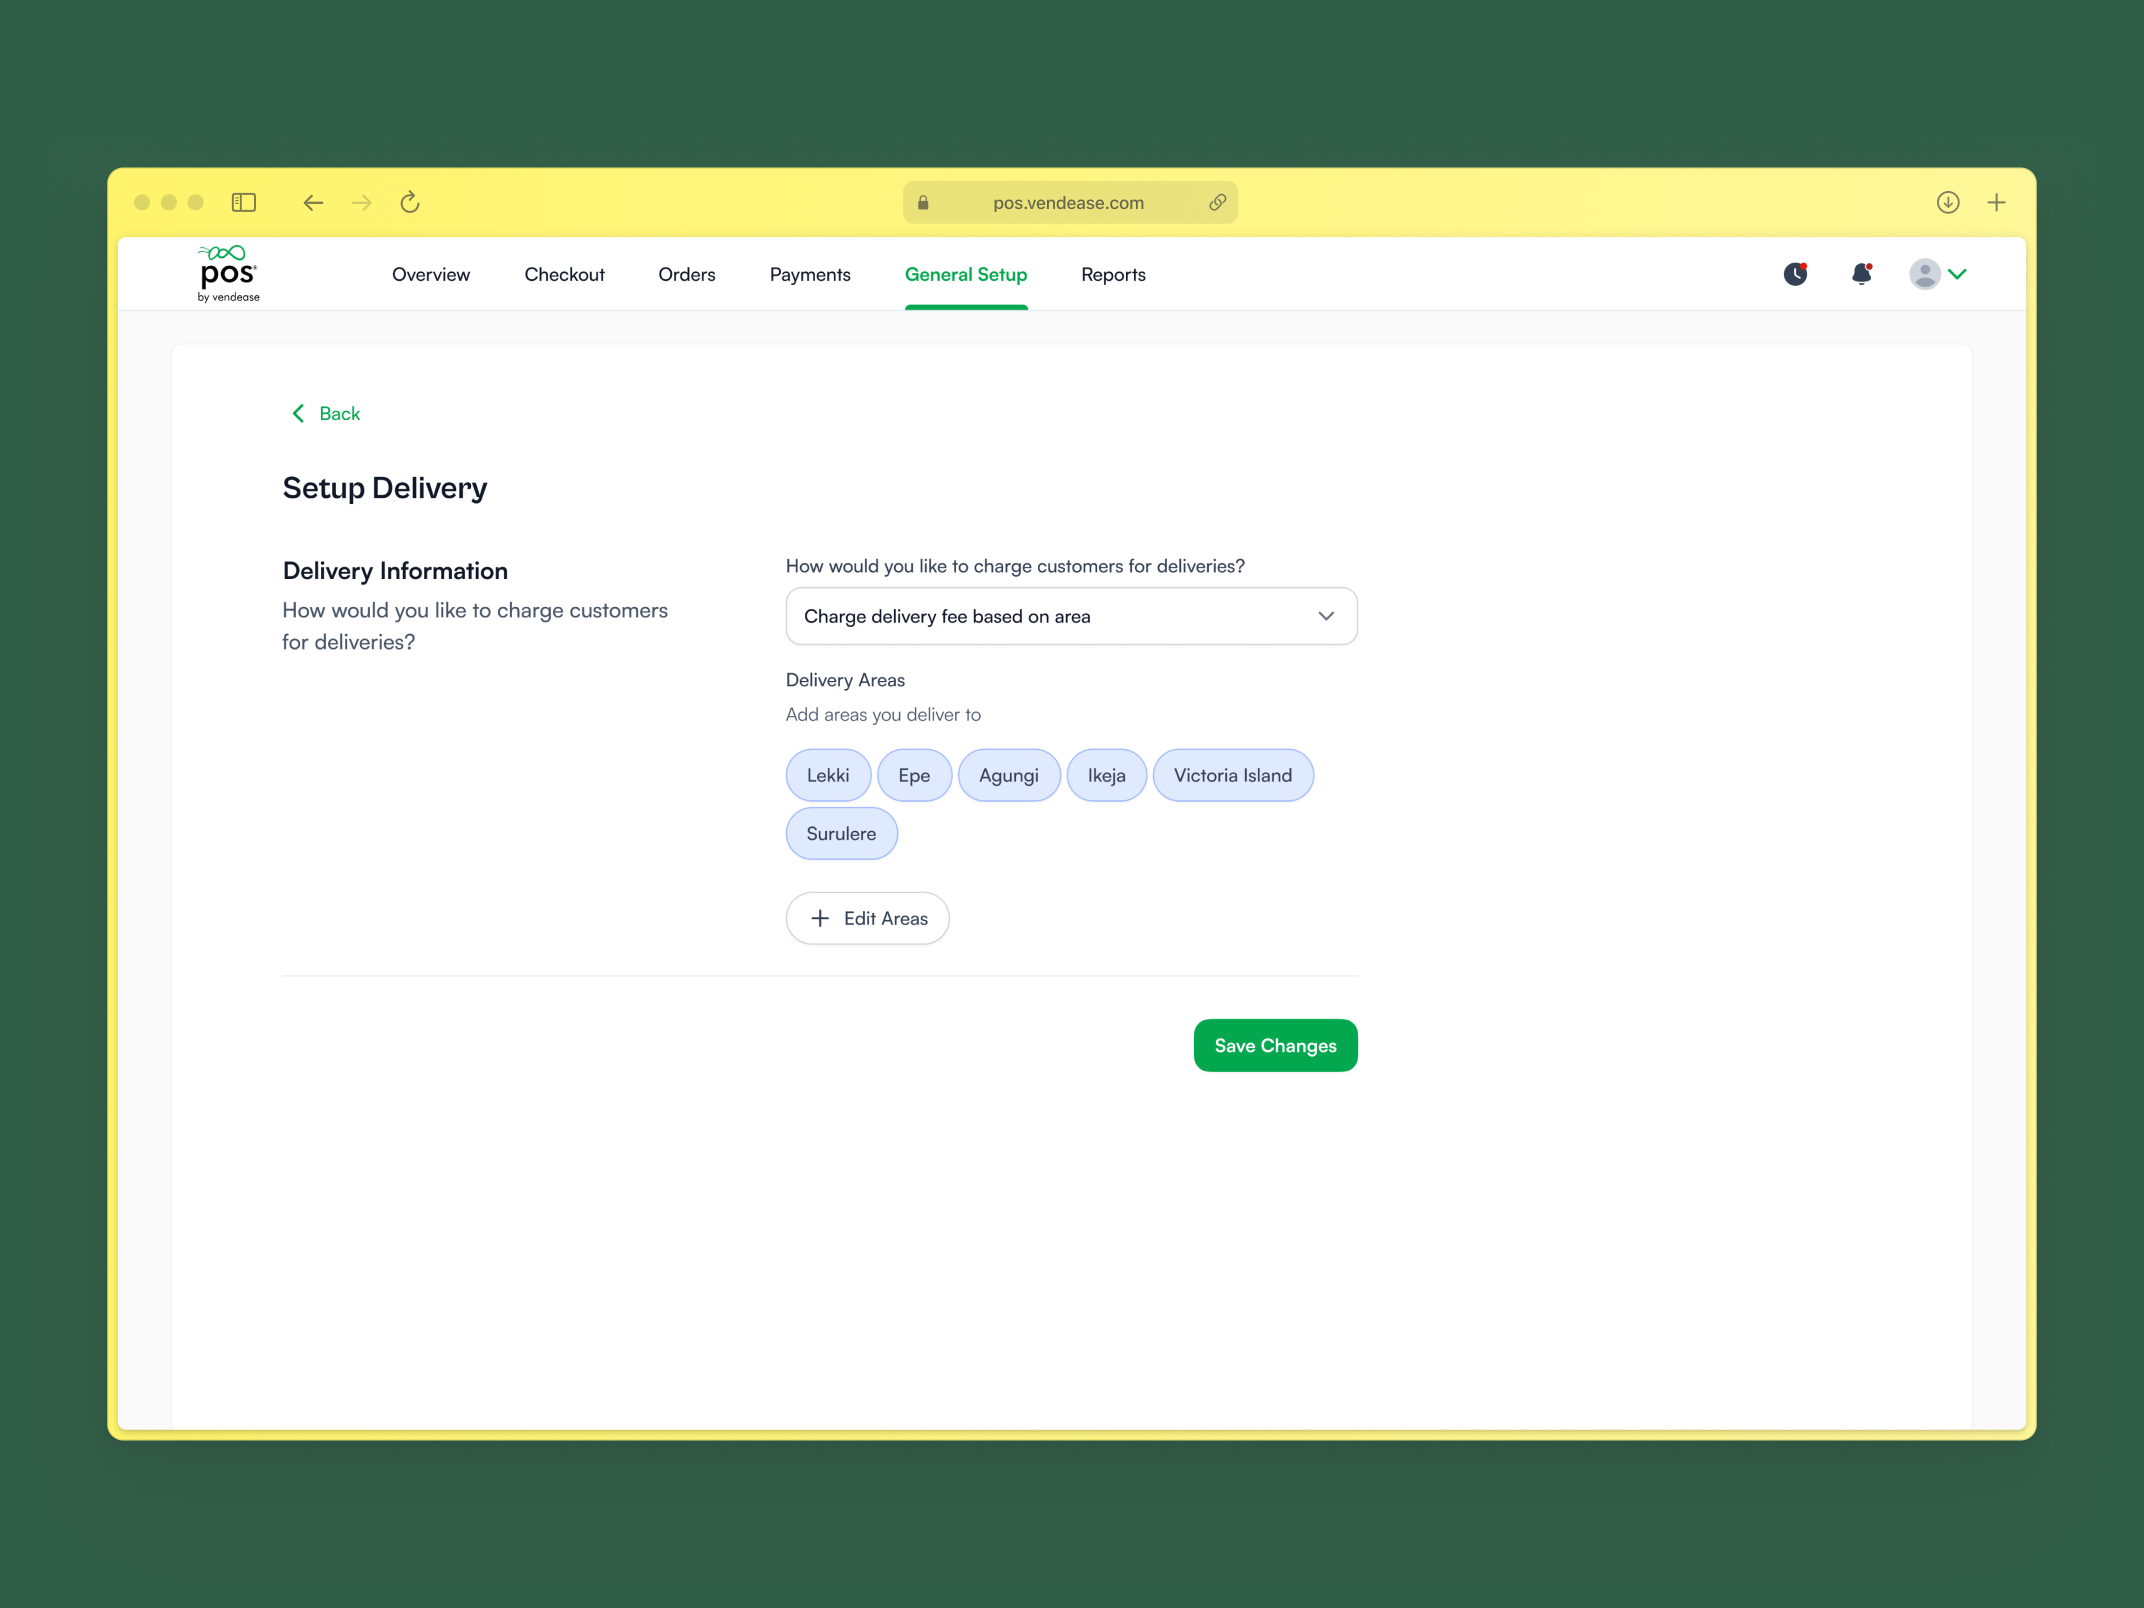 pos.vendease.com
pos
by vendease
Overview
Checkout
Orders
Payments
General Setup
Reports
Back
Setup Delivery
Delivery Information
How would you like to charge customers
for deliveries?
How would you like to charge customers for deliveries?
Charge delivery fee based on area
Delivery Areas
Add areas you deliver to
Lekki
Epe
Agungi
Ikeja
Victoria Island
Surulere
Edit Areas
Save Changes